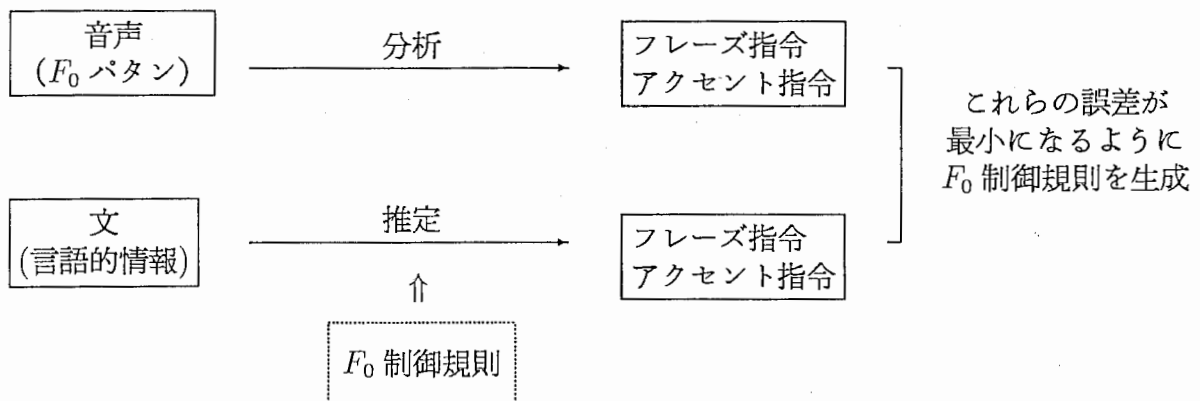 音声
(F₀ パタン)
分析
フレーズ指令
アクセント指令
これらの誤差が
最小になるように
F₀ 制御規則を生成
文
(言語的情報)
推定
フレーズ指令
アクセント指令
⇑
F₀ 制御規則